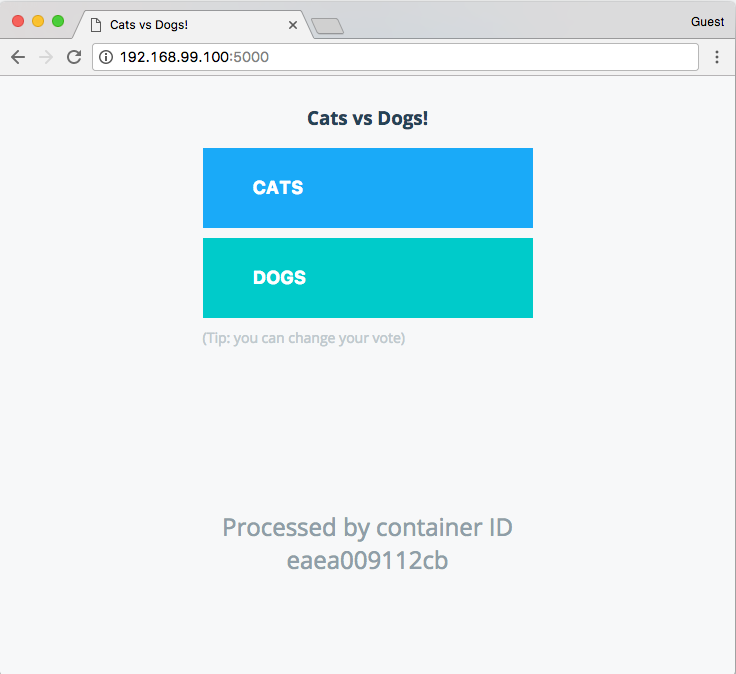 Cats vs Dogs!
Guest
192.168.99.100:5000
Cats vs Dogs!
CATS
DOGS
(Tip: you can change your vote)
Processed by container ID
eaea009112cb